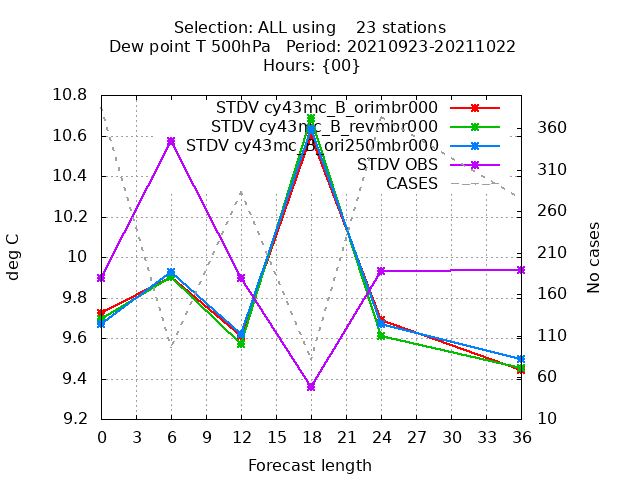 Selection: ALL using    23 stations
Dew point T 500hPa   Period: 20210923-20211022
Hours: {00}
STDV cy43mc_B_orimbr000
STDV cy43mc_B_revmbr000
STDV cy43mc_B_ori250mbr000
STDV OBS
CASES
10.8
10.6
10.4
10.2
10
9.8
9.6
9.4
9.2
deg C
360
310
260
210
160
110
60
10
No cases
0 3 6 9 12 15 18 21 24 27 30 33 36
Forecast length